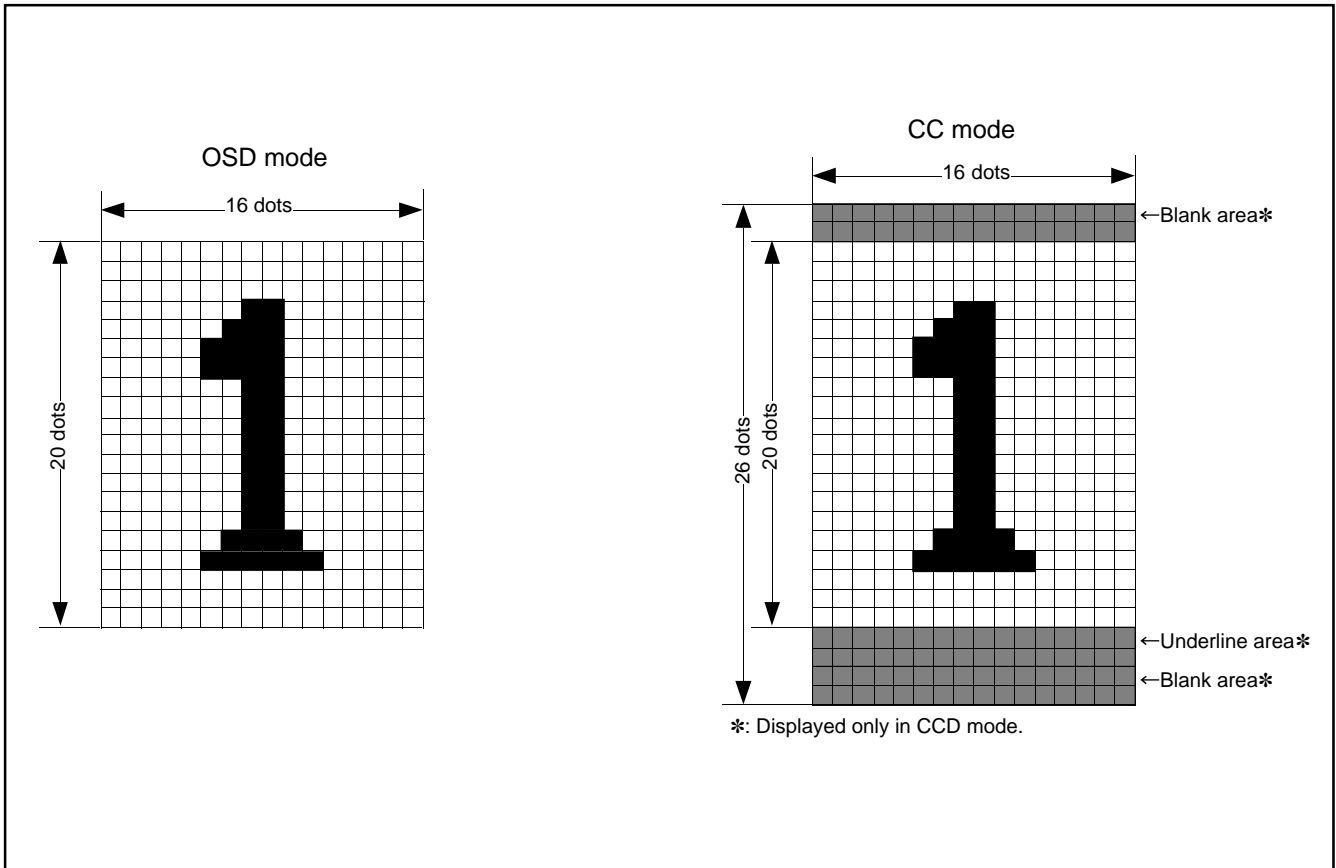 OSD mode
16 dots
20 dots
CC mode
16 dots
←Blank area✽
26 dots
20 dots
←Underline area✽
←Blank area✽
✽: Displayed only in CCD mode.